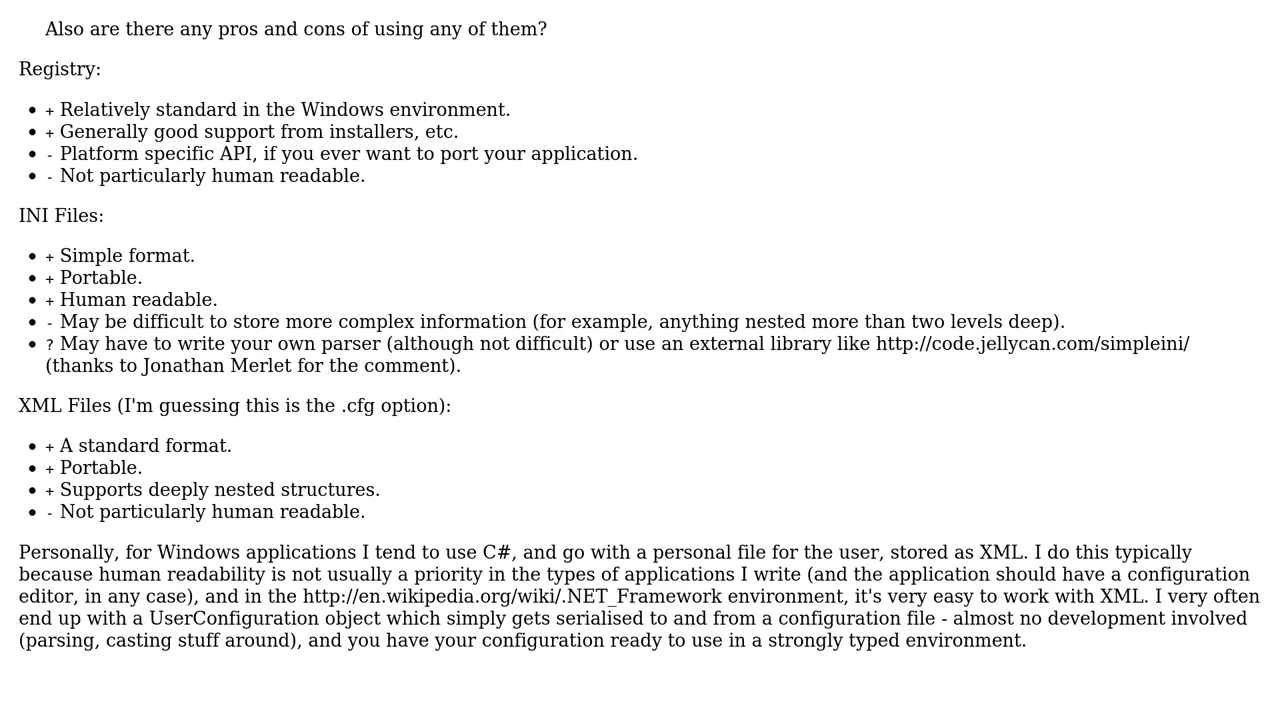 Also are there any pros and cons of using any of them?
Registry:
• + Relatively standard in the Windows environment.
• + Generally good support from installers, etc.
• - Platform specific API, if you ever want to port your application.
• - Not particularly human readable.
INI Files:
• + Simple format.
• + Portable.
• + Human readable.
• - May be difficult to store more complex information (for example, anything nested more than two levels deep).
• ? May have to write your own parser (although not difficult) or use an external library like http://code.jellycan.com/simpleini/
(thanks to Jonathan Merlet for the comment).
XML Files (I'm guessing this is the .cfg option):
• + A standard format.
• + Portable.
• + Supports deeply nested structures.
• - Not particularly human readable.
Personally, for Windows applications I tend to use C#, and go with a personal file for the user, stored as XML. I do this typically
because human readability is not usually a priority in the types of applications I write (and the application should have a configuration
editor, in any case), and in the http://en.wikipedia.org/wiki/.NET_Framework environment, it's very easy to work with XML. I very often
end up with a UserConfiguration object which simply gets serialised to and from a configuration file - almost no development involved
(parsing, casting stuff around), and you have your configuration ready to use in a strongly typed environment.